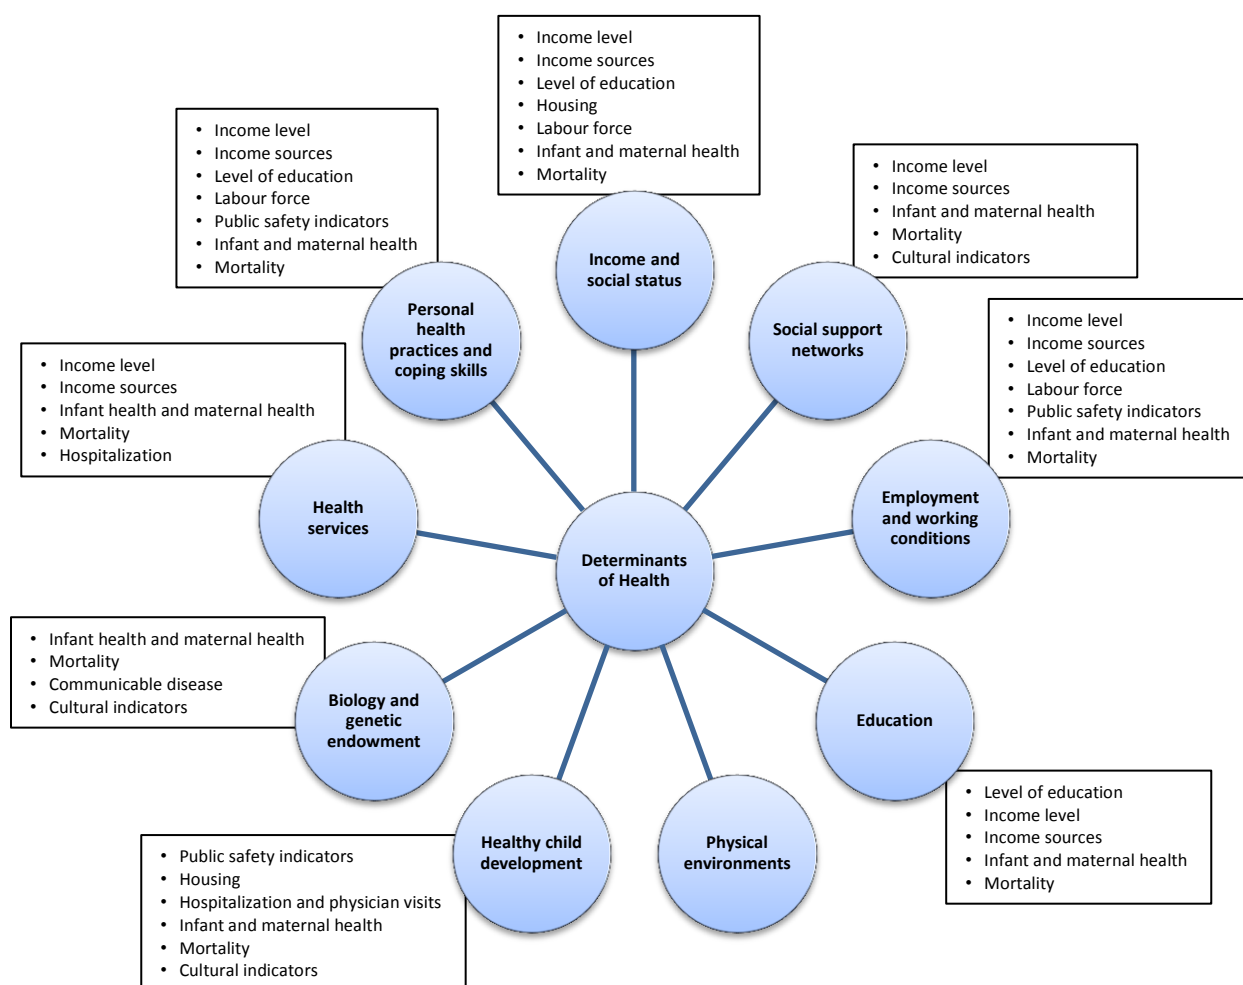 • Income level
• Income sources
• Level of education
• Housing
• Labour force
• Infant and maternal health
• Mortality
Income and
social status
• Income level
• Income sources
• Infant and maternal health
• Mortality
• Cultural indicators
Social support
networks
• Income level
• Income sources
• Level of education
• Labour force
• Public safety indicators
• Infant and maternal health
• Mortality
Employment
and working
conditions
• Level of education
• Income level
• Income sources
• Infant and maternal health
• Mortality
Education
Physical
environments
• Public safety indicators
• Housing
• Hospitalization and physician visits
• Infant and maternal health
• Mortality
• Cultural indicators
Healthy child
development
• Infant health and maternal health
• Mortality
• Communicable disease
• Cultural indicators
Biology and
genetic
endowment
• Income level
• Income sources
• Infant health and maternal health
• Mortality
• Hospitalization
Health
services
• Income level
• Income sources
• Level of education
• Labour force
• Public safety indicators
• Infant and maternal health
• Mortality
Personal
health
practices and
coping skills
Determinants
of Health